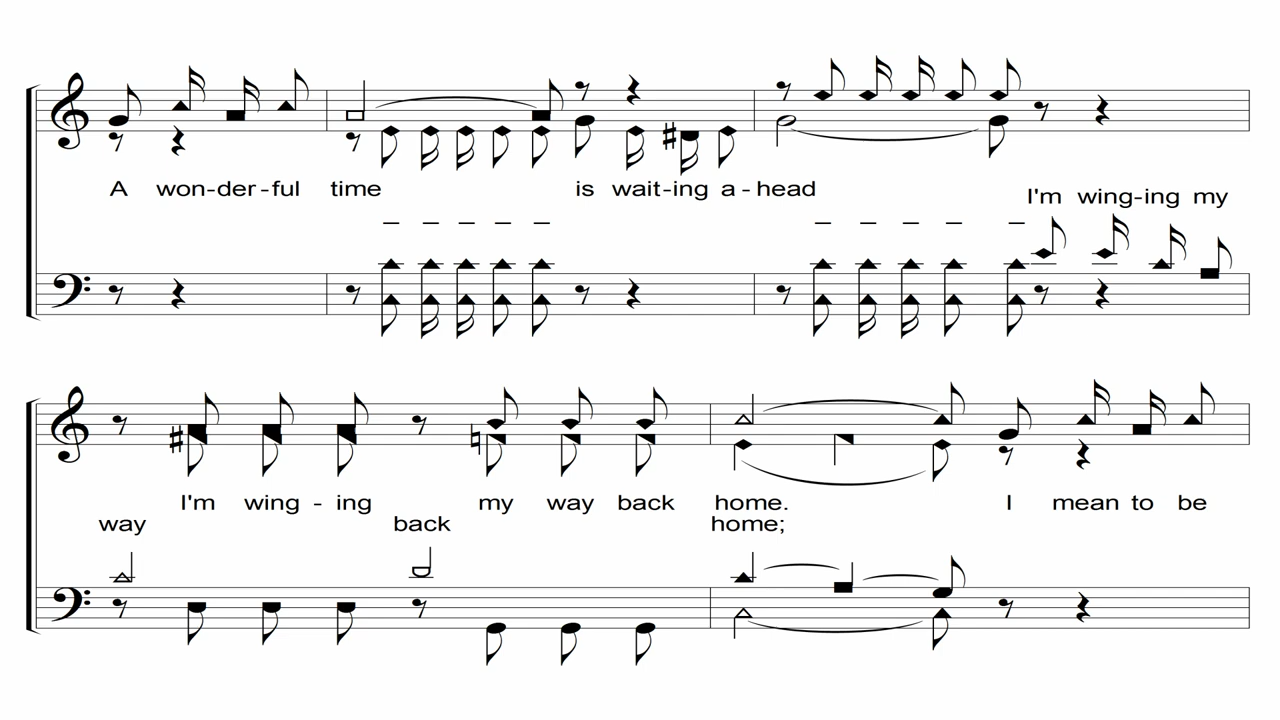 A won-der-ful time is wait-ing a-head
I'm wing-ing my
I'm wing - ing my way back home. I mean to be
way back home;